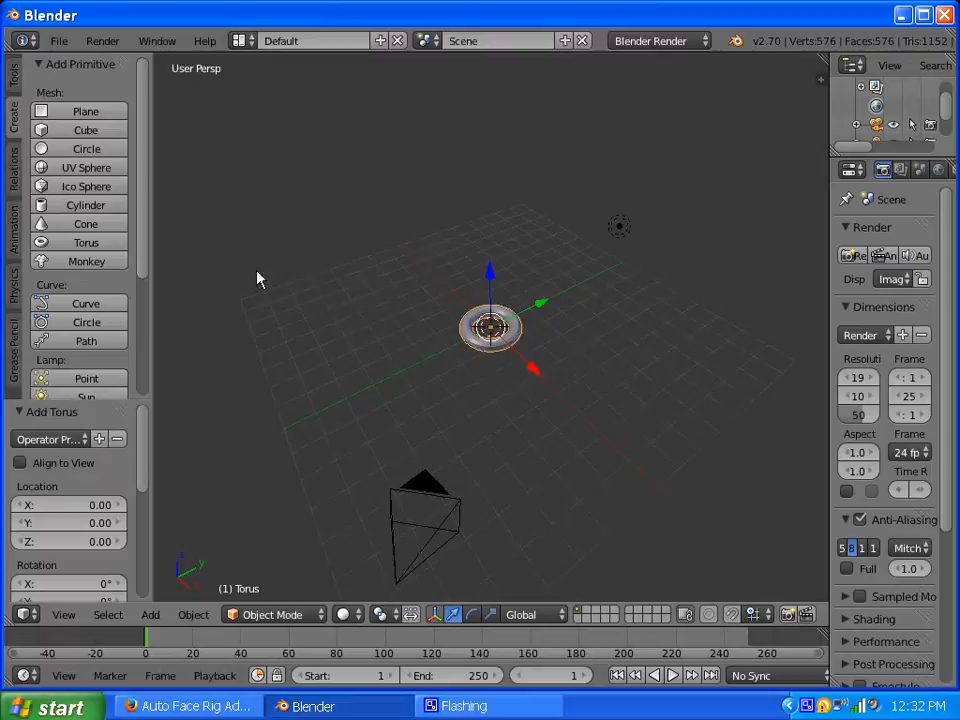 Blender
File Render Window Help Default Scene Blender Render v2.70 | Verts:576 | Faces:576 | Tris:1152
Add Primitive
User Persp
View Search
Tools
Create
Relations
Animation
Physics
Grease Pencil
Mesh:
Plane
Cube
Circle
UV Sphere
Ico Sphere
Cylinder
Cone
Torus
Monkey
Curve:
Curve
Circle
Path
Lamp:
Point
Sun
Add Torus
Operator Pr...
Align to View
Location
X: 0.00
Y: 0.00
Z: 0.00
Rotation
X: 0°
z
y
x
(1) Torus
Scene
Render
Re An Au
Disp Imag
Dimensions
Render
Resoluti Frame
19 : 1
10 25
50 : 1
Aspect Frame
1.0 24 fp
1.0 Time R
Anti-Aliasing
5 8 1 1 Mitch
Full 1.0
Sampled Mo
Shading
Performance
Post Processing
Freestyle
View Select Add Object Object Mode Global
-40 -20 0 20 40 60 80 100 120 140 160 180 200 220 240 260
View Marker Frame Playback Start: 1 End: 250 1 No Sync
start Auto Face Rig Ad... Blender Flashing 12:32 PM